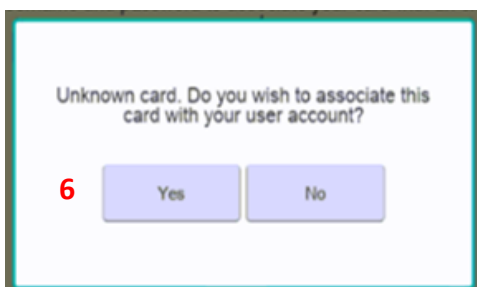 Unknown card. Do you wish to associate this
card with your user account?
6 Yes No